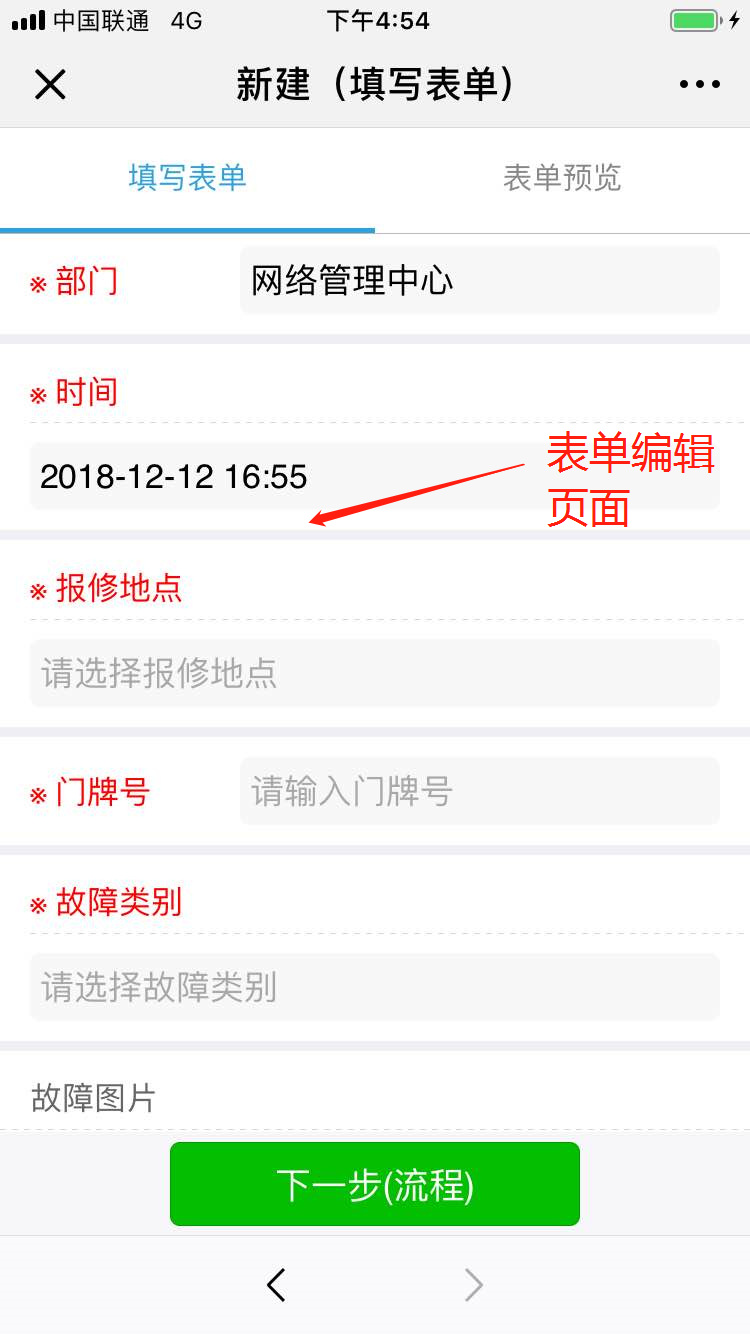 中国联通 4G 下午4:54
新建（填写表单）
填写表单 表单预览
※ 部门 网络管理中心
※ 时间
2018-12-12 16:55
表单编辑
页面
※ 报修地点
请选择报修地点
※ 门牌号 请输入门牌号
※ 故障类别
请选择故障类别
故障图片
下一步(流程)